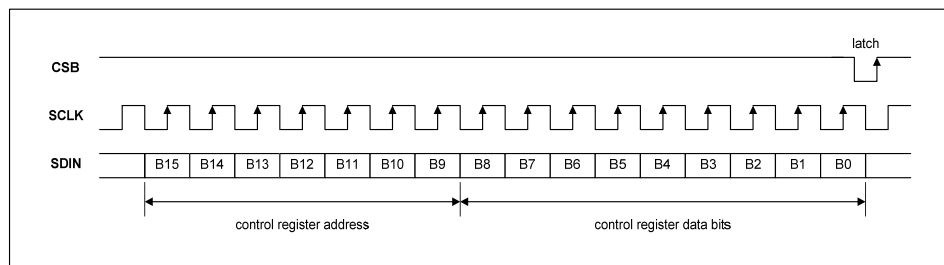 latch
CSB
SCLK
SDIN B15 B14 B13 B12 B11 B10 B9 B8 B7 B6 B5 B4 B3 B2 B1 B0
control register address control register data bits